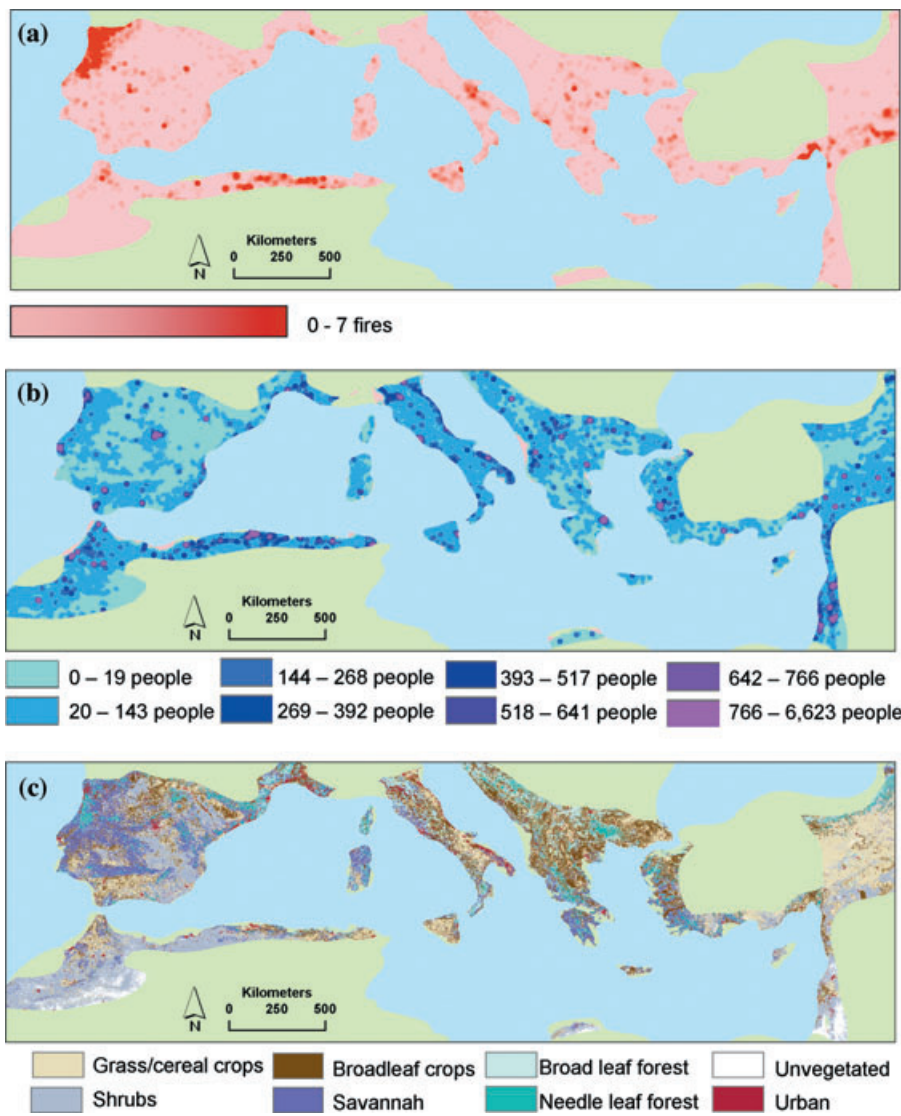 (a)
Kilometers
0 250 500
N
0 - 7 fires
(b)
Kilometers
0 250 500
N
0 – 19 people 144 – 268 people 393 – 517 people 642 – 766 people
20 – 143 people 269 – 392 people 518 – 641 people 766 – 6,623 people
(c)
Kilometers
0 250 500
N
Grass/cereal crops Broadleaf crops Broad leaf forest Unvegetated
Shrubs Savannah Needle leaf forest Urban